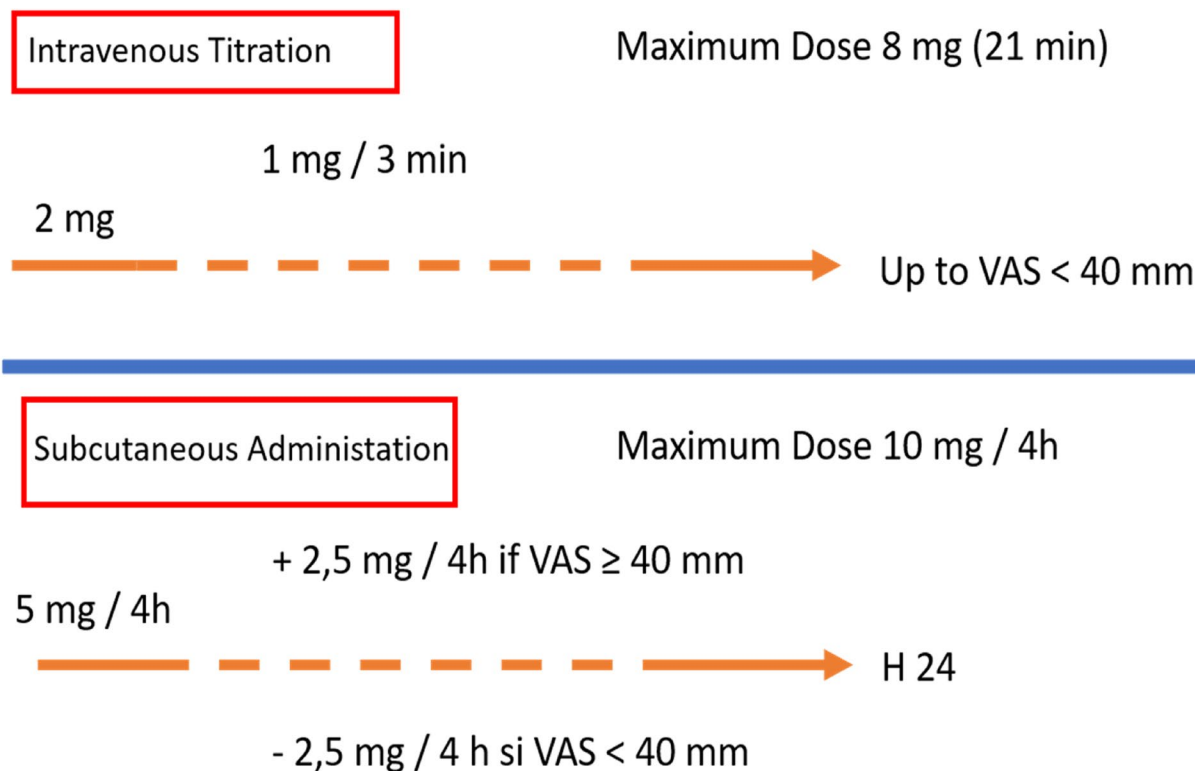 Intravenous Titration
Maximum Dose 8 mg (21 min)
1 mg / 3 min
2 mg
Up to VAS < 40 mm
Subcutaneous Administation
Maximum Dose 10 mg / 4h
+ 2,5 mg / 4h if VAS ≥ 40 mm
5 mg / 4h
H 24
- 2,5 mg / 4 h si VAS < 40 mm